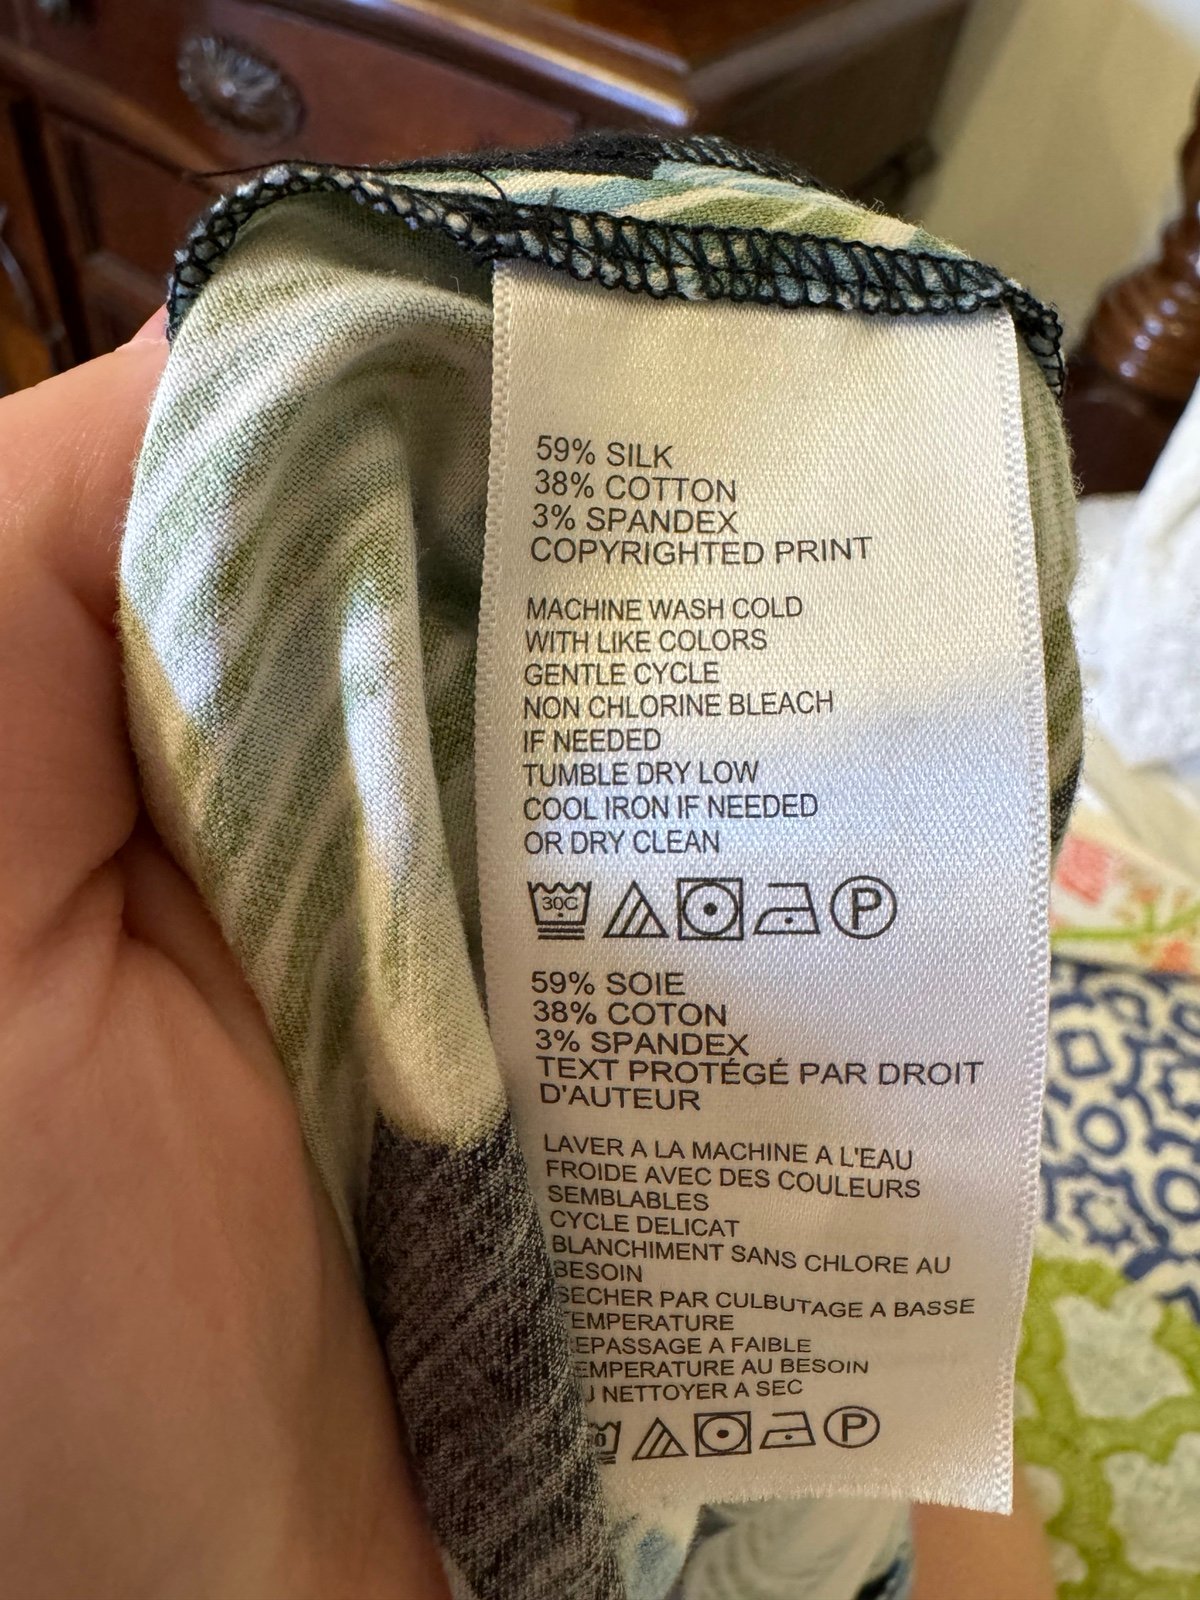 59% SILK
38% COTTON
3% SPANDEX
COPYRIGHTED PRINT
MACHINE WASH COLD
WITH LIKE COLORS
GENTLE CYCLE
NON CHLORINE BLEACH
IF NEEDED
TUMBLE DRY LOW
COOL IRON IF NEEDED
OR DRY CLEAN
30C P
59% SOIE
38% COTON
3% SPANDEX
TEXT PROTÉGÉ PAR DROIT
D'AUTEUR
LAVER A LA MACHINE A L'EAU
FROIDE AVEC DES COULEURS
SEMBLABLES
CYCLE DELICAT
BLANCHIMENT SANS CHLORE AU
BESOIN
SECHER PAR CULBUTAGE A BASSE
TEMPERATURE
EPASSAGE A FAIBLE
EMPERATURE AU BESOIN
NETTOYER A SEC
P